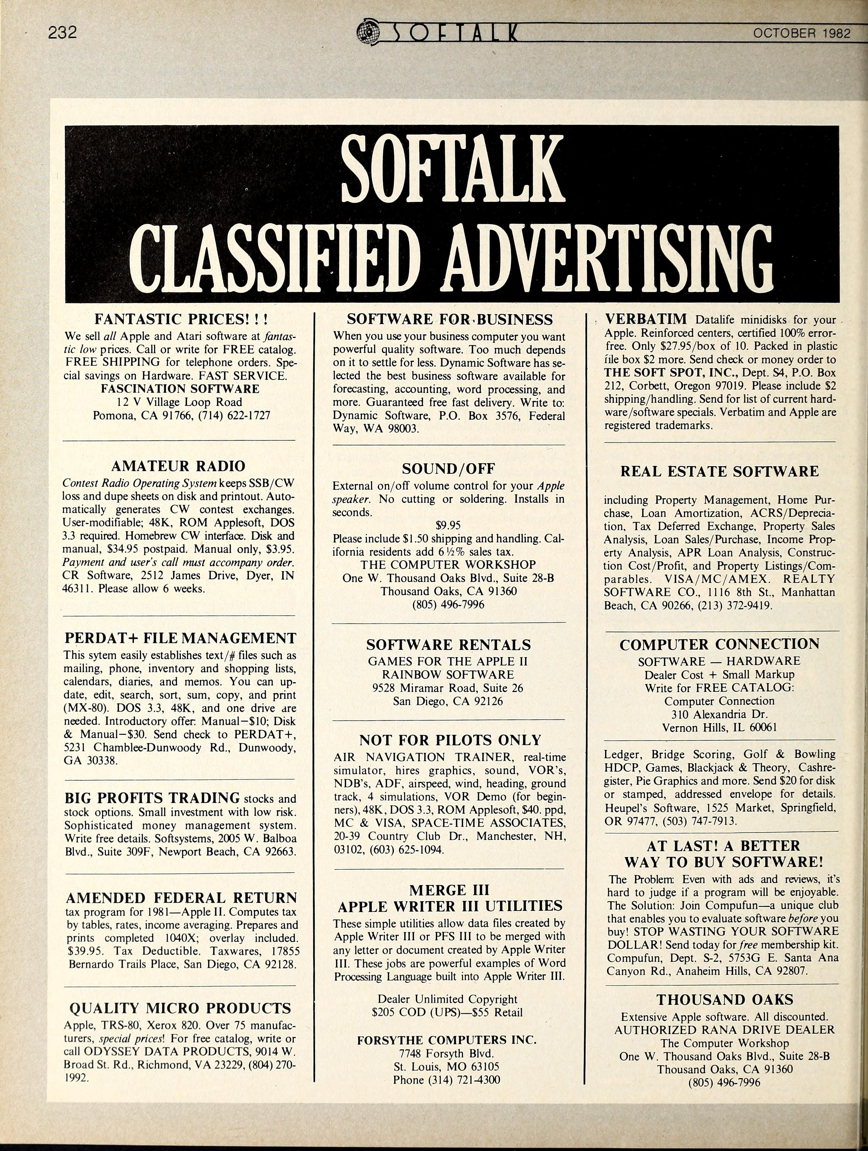 232
SOFTALK
OCTOBER 1982
SOFTALK
CLASSIFIED ADVERTISING
FANTASTIC PRICES! ! !
We sell all Apple and Atari software at fantas-
tic low prices. Call or write for FREE catalog.
FREE SHIPPING for telephone orders. Spe-
cial savings on Hardware. FAST SERVICE.
FASCINATION SOFTWARE
12 V Village Loop Road
Pomona, CA 91766, (714) 622-1727
AMATEUR RADIO
Contest Radio Operating System keeps SSB/CW
loss and dupe sheets on disk and printout. Auto-
matically generates CW contest exchanges.
User-modifiable; 48K, ROM Applesoft, DOS
3.3 required. Homebrew CW interface. Disk and
manual, $34.95 postpaid. Manual only, $3.95.
Payment and user's call must accompany order.
CR Software, 2512 James Drive, Dyer, IN
46311. Please allow 6 weeks.
PERDAT+ FILE MANAGEMENT
This sytem easily establishes text/# files such as
mailing, phone, inventory and shopping lists,
calendars, diaries, and memos. You can up-
date, edit, search, sort, sum, copy, and print
(MX-80). DOS 3.3, 48K, and one drive are
needed. Introductory offer: Manual—$10; Disk
& Manual—$30. Send check to PERDAT+,
5231 Chamblee-Dunwoody Rd., Dunwoody,
GA 30338.
BIG PROFITS TRADING stocks and
stock options. Small investment with low risk.
Sophisticated money management system.
Write free details. Softsystems, 2005 W. Balboa
Blvd., Suite 309F, Newport Beach, CA 92663.
AMENDED FEDERAL RETURN
tax program for 1981—Apple II. Computes tax
by tables, rates, income averaging. Prepares and
prints completed 1040X; overlay included.
$39.95. Tax Deductible. Taxwares, 17855
Bernardo Trails Place, San Diego, CA 92128.
QUALITY MICRO PRODUCTS
Apple, TRS-80, Xerox 820. Over 75 manufac-
turers, special prices! For free catalog, write or
call ODYSSEY DATA PRODUCTS, 9014 W.
Broad St. Rd., Richmond, VA 23229, (804) 270-
1992.
SOFTWARE FOR BUSINESS
When you use your business computer you want
powerful quality software. Too much depends
on it to settle for less. Dynamic Software has se-
lected the best business software available for
forecasting, accounting, word processing, and
more. Guaranteed free fast delivery. Write to:
Dynamic Software, P.O. Box 3576, Federal
Way, WA 98003.
SOUND/OFF
External on/off volume control for your Apple
speaker. No cutting or soldering. Installs in
seconds.
$9.95
Please include $1.50 shipping and handling. Cal-
ifornia residents add 6½% sales tax.
THE COMPUTER WORKSHOP
One W. Thousand Oaks Blvd., Suite 28-B
Thousand Oaks, CA 91360
(805) 496-7996
SOFTWARE RENTALS
GAMES FOR THE APPLE II
RAINBOW SOFTWARE
9528 Miramar Road, Suite 26
San Diego, CA 92126
NOT FOR PILOTS ONLY
AIR NAVIGATION TRAINER, real-time
simulator, hires graphics, sound, VOR's,
NDB's, ADF, airspeed, wind, heading, ground
track, 4 simulations, VOR Demo (for begin-
ners), 48K, DOS 3.3, ROM Applesoft, $40. ppd,
MC & VISA, SPACE-TIME ASSOCIATES,
20-39 Country Club Dr., Manchester, NH,
03102, (603) 625-1094.
MERGE III
APPLE WRITER III UTILITIES
These simple utilities allow data files created by
Apple Writer III or PFS III to be merged with
any letter or document created by Apple Writer
III. These jobs are powerful examples of Word
Processing Language built into Apple Writer III.
Dealer Unlimited Copyright
$205 COD (UPS)—$55 Retail
FORSYTHE COMPUTERS INC.
7748 Forsyth Blvd.
St. Louis, MO 63105
Phone (314) 721-4300
VERBATIM Datalife minidisks for your
Apple. Reinforced centers, certified 100% error-
free. Only $27.95/box of 10. Packed in plastic
file box $2 more. Send check or money order to
THE SOFT SPOT, INC., Dept. S4, P.O. Box
212, Corbett, Oregon 97019. Please include $2
shipping/handling. Send for list of current hard-
ware/software specials. Verbatim and Apple are
registered trademarks.
REAL ESTATE SOFTWARE
including Property Management, Home Pur-
chase, Loan Amortization, ACRS/Deprecia-
tion, Tax Deferred Exchange, Property Sales
Analysis, Loan Sales/Purchase, Income Prop-
erty Analysis, APR Loan Analysis, Construc-
tion Cost/Profit, and Property Listings/Com-
parables. VISA/MC/AMEX. REALTY
SOFTWARE CO., 1116 8th St., Manhattan
Beach, CA 90266, (213) 372-9419.
COMPUTER CONNECTION
SOFTWARE — HARDWARE
Dealer Cost + Small Markup
Write for FREE CATALOG:
Computer Connection
310 Alexandria Dr.
Vernon Hills, IL 60061
Ledger, Bridge Scoring, Golf & Bowling
HDCP, Games, Blackjack & Theory, Cashre-
gister, Pie Graphics and more. Send $20 for disk
or stamped, addressed envelope for details.
Heupel's Software, 1525 Market, Springfield,
OR 97477, (503) 747-7913.
AT LAST! A BETTER
WAY TO BUY SOFTWARE!
The Problem: Even with ads and reviews, it's
hard to judge if a program will be enjoyable.
The Solution: Join Compufun—a unique club
that enables you to evaluate software before you
buy! STOP WASTING YOUR SOFTWARE
DOLLAR! Send today for free membership kit.
Compufun, Dept. S-2, 5753G E. Santa Ana
Canyon Rd., Anaheim Hills, CA 92807.
THOUSAND OAKS
Extensive Apple software. All discounted.
AUTHORIZED RANA DRIVE DEALER
The Computer Workshop
One W. Thousand Oaks Blvd., Suite 28-B
Thousand Oaks, CA 91360
(805) 496-7996